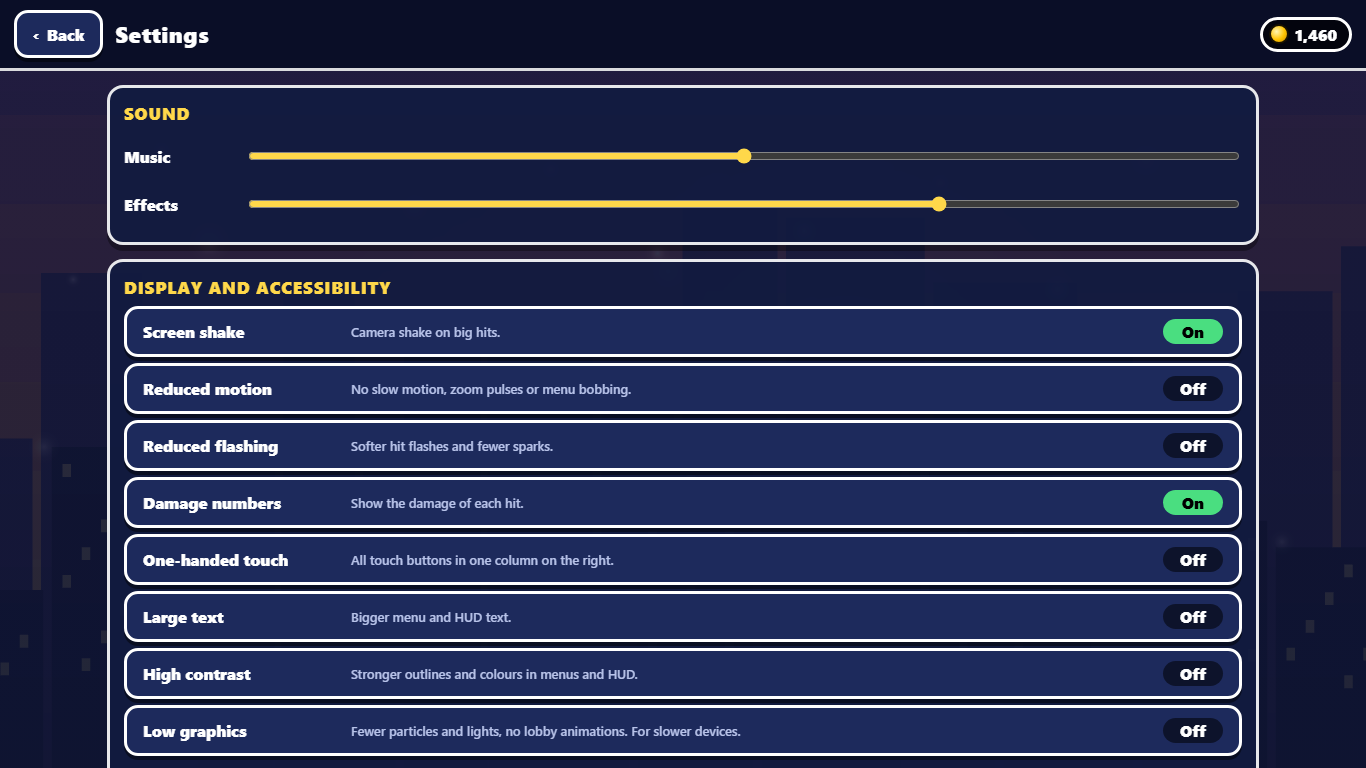 ‹ Back
Settings
1,460
SOUND
Music
Effects
DISPLAY AND ACCESSIBILITY
Screen shake Camera shake on big hits. On
Reduced motion No slow motion, zoom pulses or menu bobbing. Off
Reduced flashing Softer hit flashes and fewer sparks. Off
Damage numbers Show the damage of each hit. On
One-handed touch All touch buttons in one column on the right. Off
Large text Bigger menu and HUD text. Off
High contrast Stronger outlines and colours in menus and HUD. Off
Low graphics Fewer particles and lights, no lobby animations. For slower devices. Off